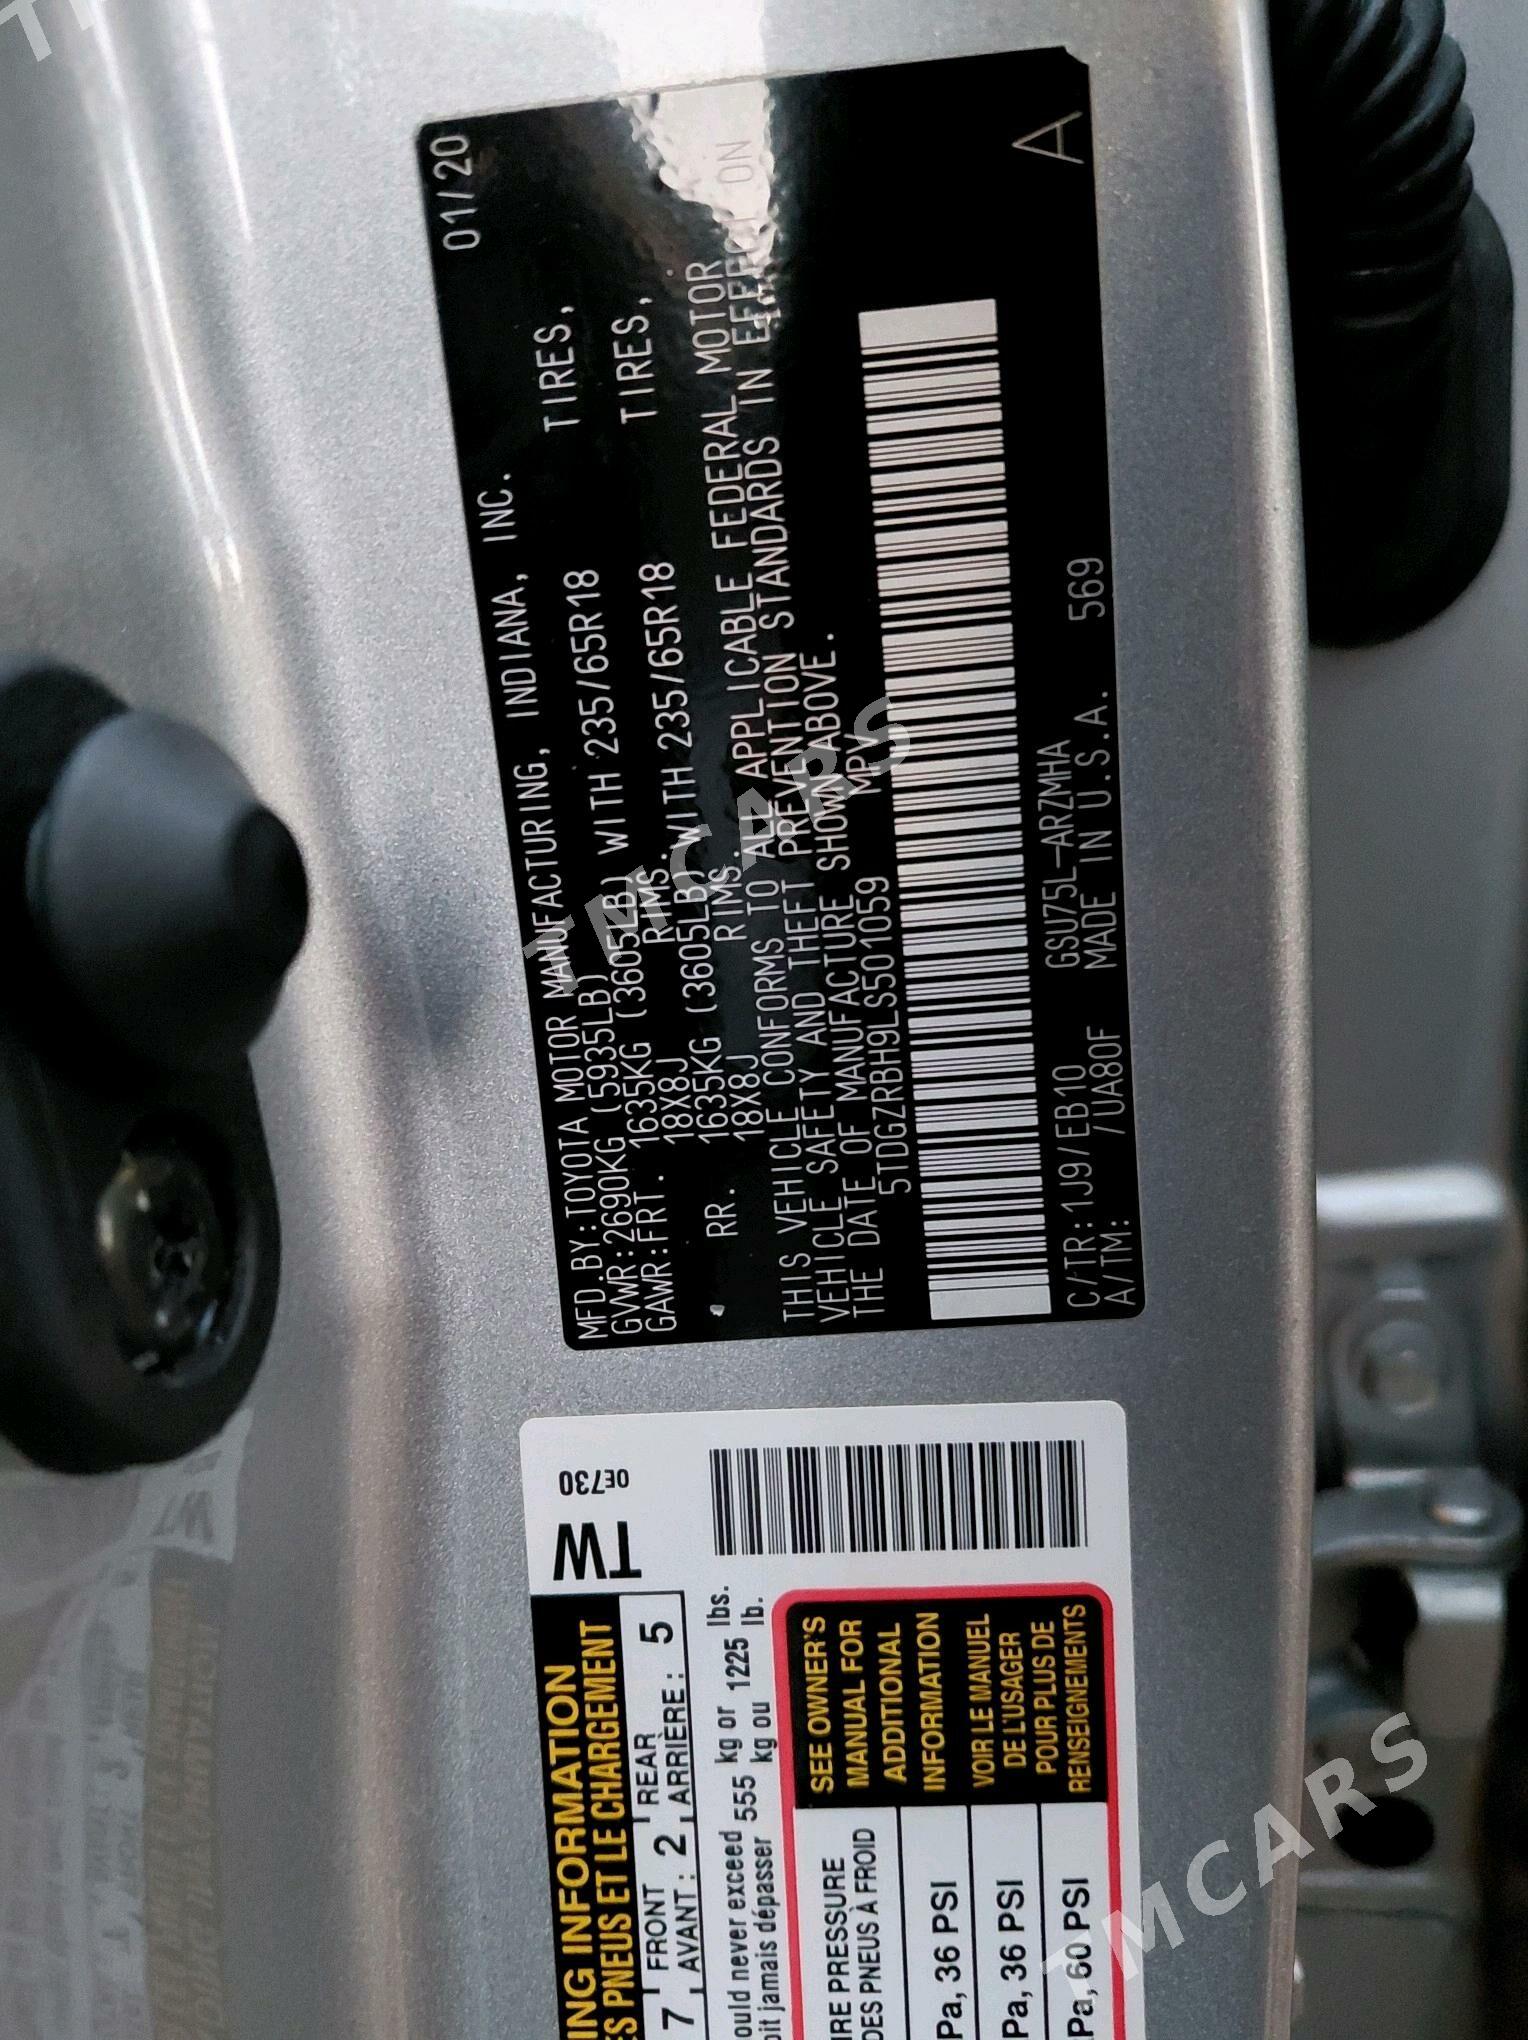 01/20
MFD.BY:TOYOTA MOTOR MANUFACTURING, INDIANA, INC.
GVWR:2690KG (5935LB)
GAWR:FRT. 1635KG (3605LB) WITH 235/65R18 TIRES,
18X8J RIMS.
RR. 1635KG (3605LB) WITH 235/65R18 TIRES,
18X8J RIMS.
THIS VEHICLE CONFORMS TO ALL APPLICABLE FEDERAL MOTOR
VEHICLE SAFETY AND THEFT PREVENTION STANDARDS IN EFFECT ON
THE DATE OF MANUFACTURE SHOWN ABOVE.
5TDGZRBH9LS501059 MPV
C/TR:1J9/EB10 GSU75L-ARZMHA 569
A/TM: /UA80F MADE IN U.S.A.
A
TW
0E730
ING INFORMATION
PNEUS ET LE CHARGEMENT
7 FRONT 2 REAR 5
AVANT: ARRIÈRE:
never exceed 555 kg or 1225 lbs.
jamais dépasser kg ou lb.
PRESSURE
DES PNEUS À FROID
SEE OWNER'S
MANUAL FOR
ADDITIONAL
INFORMATION
VOIR LE MANUEL
DE L'USAGER
POUR PLUS DE
RENSEIGNEMENTS
Pa, 36 PSI
Pa, 36 PSI
Pa, 60 PSI
TMCARS
TMCARS